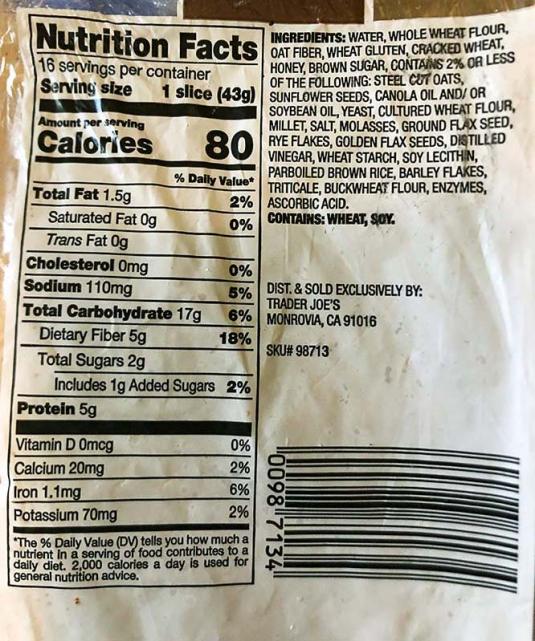 Nutrition Facts
16 servings per container
Serving size 1 slice (43g)
Amount per serving
Calories 80
% Daily Value*
Total Fat 1.5g 2%
Saturated Fat 0g 0%
Trans Fat 0g
Cholesterol 0mg 0%
Sodium 110mg 5%
Total Carbohydrate 17g 6%
Dietary Fiber 5g 18%
Total Sugars 2g
Includes 1g Added Sugars 2%
Protein 5g
Vitamin D 0mcg 0%
Calcium 20mg 2%
Iron 1.1mg 6%
Potassium 70mg 2%
*The % Daily Value (DV) tells you how much a
nutrient in a serving of food contributes to a
daily diet. 2,000 calories a day is used for
general nutrition advice.
INGREDIENTS: WATER, WHOLE WHEAT FLOUR,
OAT FIBER, WHEAT GLUTEN, CRACKED WHEAT,
HONEY, BROWN SUGAR, CONTAINS 2% OR LESS
OF THE FOLLOWING: STEEL CUT OATS,
SUNFLOWER SEEDS, CANOLA OIL AND/ OR
SOYBEAN OIL, YEAST, CULTURED WHEAT FLOUR,
MILLET, SALT, MOLASSES, GROUND FLAX SEED,
RYE FLAKES, GOLDEN FLAX SEEDS, DISTILLED
VINEGAR, WHEAT STARCH, SOY LECITHIN,
PARBOILED BROWN RICE, BARLEY FLAKES,
TRITICALE, BUCKWHEAT FLOUR, ENZYMES,
ASCORBIC ACID.
CONTAINS: WHEAT, SOY.
DIST. & SOLD EXCLUSIVELY BY:
TRADER JOE'S
MONROVIA, CA 91016
SKU# 98713
0098 7134